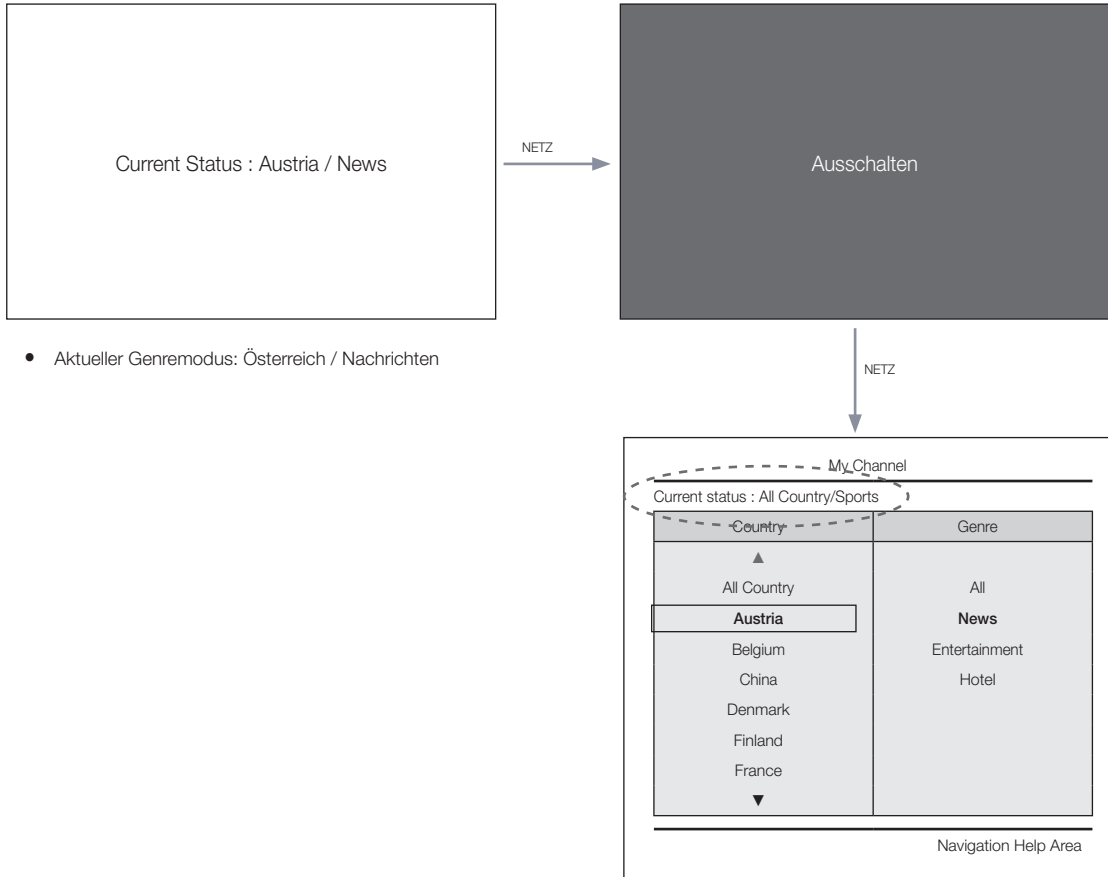 Current Status : Austria / News
NETZ
Ausschalten
• Aktueller Genremodus: Österreich / Nachrichten
NETZ
My Channel
Current status : All Country/Sports
Country Genre
▲
All Country All
Austria News
Belgium Entertainment
China Hotel
Denmark
Finland
France
▼
Navigation Help Area